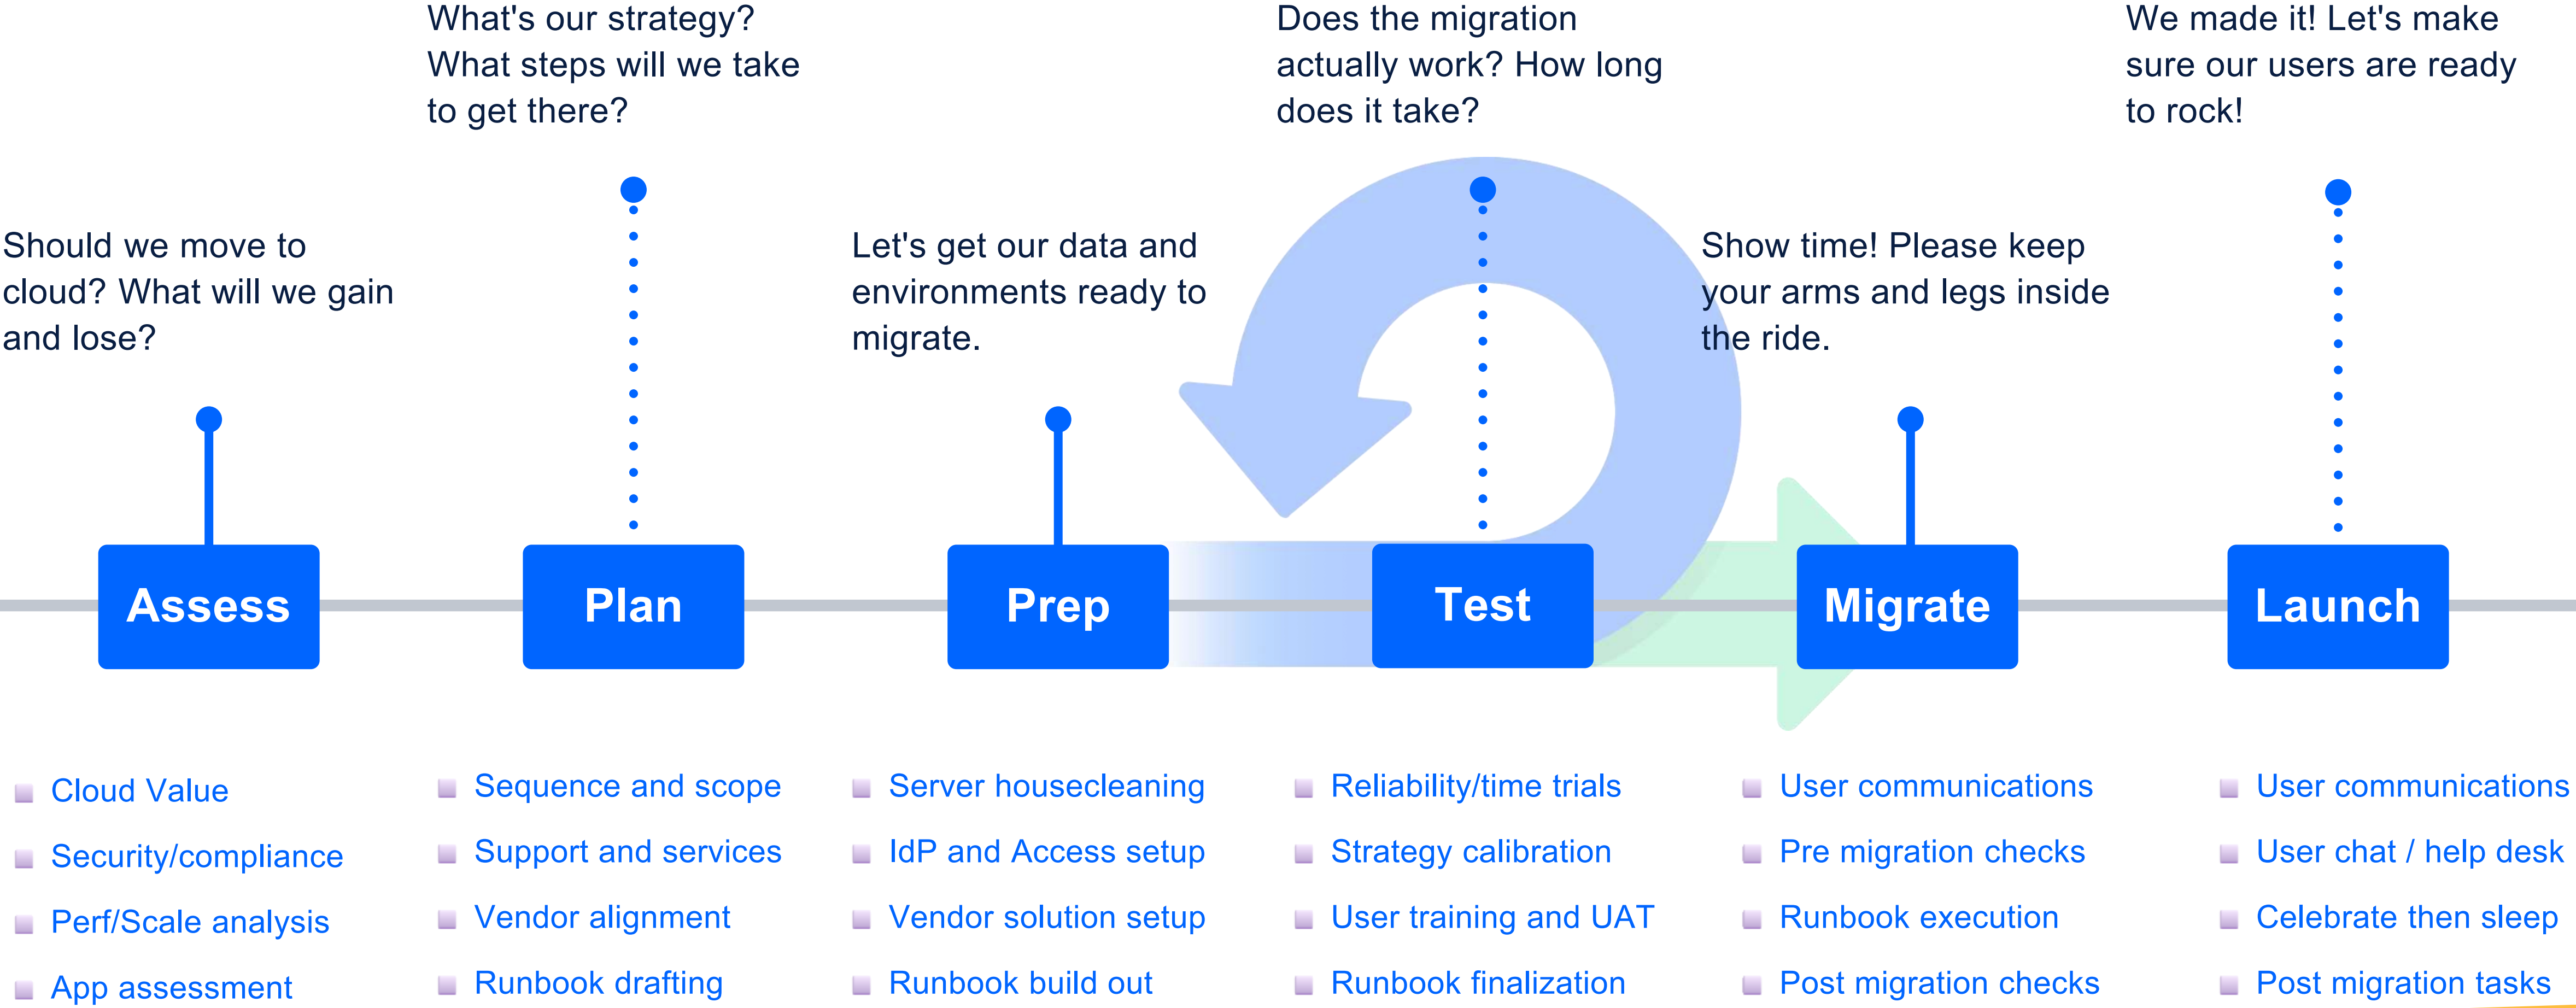 What's our strategy?
What steps will we take
to get there?
Does the migration
actually work? How long
does it take?
We made it! Let's make
sure our users are ready
to rock!
Should we move to
cloud? What will we gain
and lose?
Let's get our data and
environments ready to
migrate.
Show time! Please keep
your arms and legs inside
the ride.
Assess
Plan
Prep
Test
Migrate
Launch
Cloud Value
Security/compliance
Perf/Scale analysis
App assessment
Sequence and scope
Support and services
Vendor alignment
Runbook drafting
Server housecleaning
IdP and Access setup
Vendor solution setup
Runbook build out
Reliability/time trials
Strategy calibration
User training and UAT
Runbook finalization
User communications
Pre migration checks
Runbook execution
Post migration checks
User communications
User chat / help desk
Celebrate then sleep
Post migration tasks